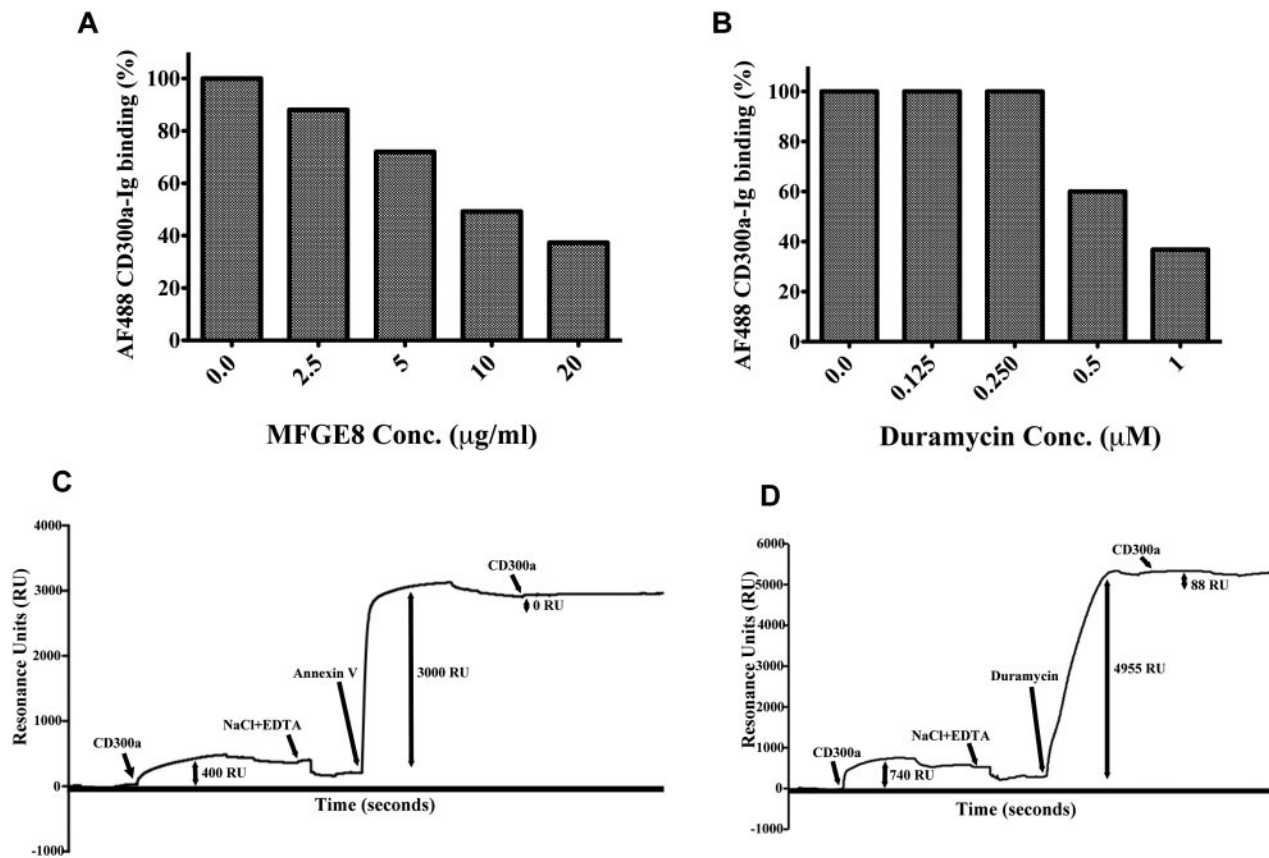 A
AF488 CD300a-Ig binding (%)
100
80
60
40
20
0
0.0
2.5
5
10
20
MFGE8 Conc. (µg/ml)
B
AF488 CD300a-Ig binding (%)
100
80
60
40
20
0
0.0
0.125
0.250
0.5
1
Duramycin Conc. (µM)
C
Resonance Units (RU)
4000
3000
2000
1000
0
-1000
CD300a
400 RU
NaCl+EDTA
Annexin V
3000 RU
CD300a
0 RU
Time (seconds)
D
Resonance Units (RU)
6000
5000
4000
3000
2000
1000
0
-1000
CD300a
740 RU
NaCl+EDTA
Duramycin
4955 RU
CD300a
88 RU
Time (seconds)